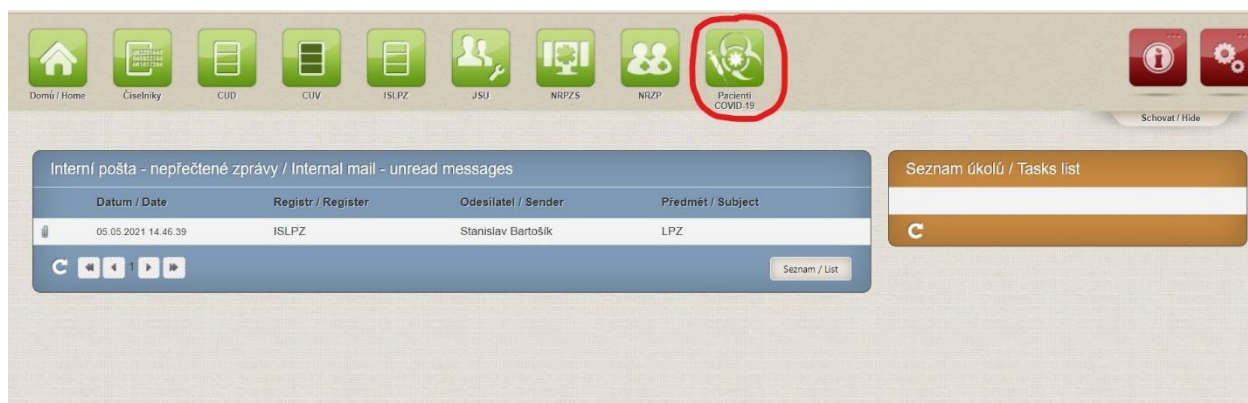 Domů / Home
Číselníky
CUD
CUV
ISLPZ
JSU
NRPZS
NRZP
Pacienti
COVID-19
Schovat / Hide
Interní pošta - nepřečtené zprávy / Internal mail - unread messages
Datum / Date Registr / Register Odesilatel / Sender Předmět / Subject
05.05.2021 14.46.39 ISLPZ Stanislav Bartošík LPZ
1
Seznam / List
Seznam úkolů / Tasks list